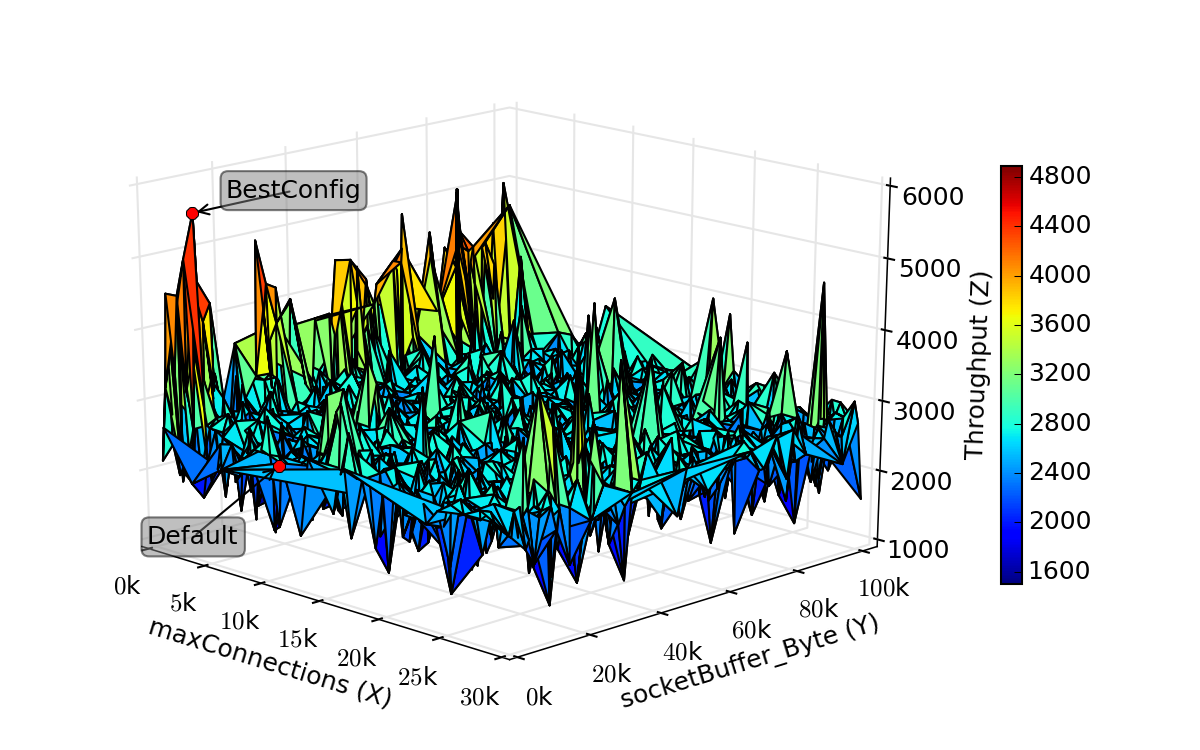 BestConfig
Default
6000
5000
4000
3000
2000
1000
Throughput (Z)
4800
4400
4000
3600
3200
2800
2400
2000
1600
0k
5k
10k
15k
20k
25k
30k
maxConnections (X)
0k
20k
40k
60k
80k
100k
socketBuffer_Byte (Y)